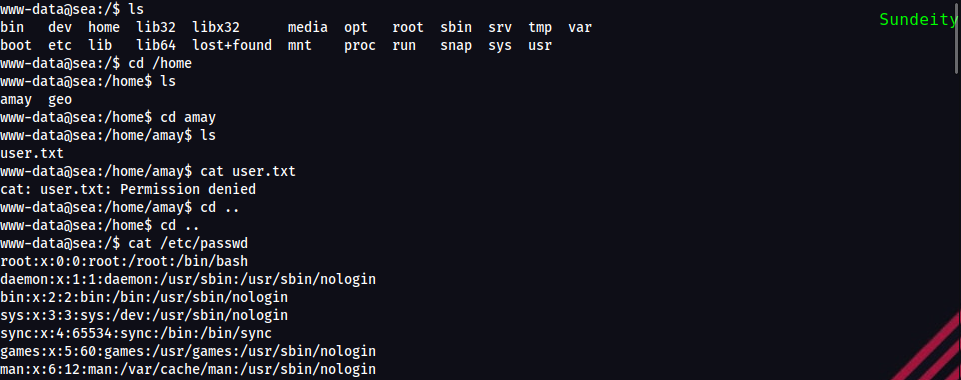 www-data@sea:/$ ls
bin   dev  home  lib32  libx32      media  opt   root  sbin  srv  tmp  var
boot  etc  lib   lib64  lost+found  mnt    proc  run   snap  sys  usr
Sundeity
www-data@sea:/$ cd /home
www-data@sea:/home$ ls
amay  geo
www-data@sea:/home$ cd amay
www-data@sea:/home/amay$ ls
user.txt
www-data@sea:/home/amay$ cat user.txt
cat: user.txt: Permission denied
www-data@sea:/home/amay$ cd ..
www-data@sea:/home$ cd ..
www-data@sea:/$ cat /etc/passwd
root:x:0:0:root:/root:/bin/bash
daemon:x:1:1:daemon:/usr/sbin:/usr/sbin/nologin
bin:x:2:2:bin:/bin:/usr/sbin/nologin
sys:x:3:3:sys:/dev:/usr/sbin/nologin
sync:x:4:65534:sync:/bin:/bin/sync
games:x:5:60:games:/usr/games:/usr/sbin/nologin
man:x:6:12:man:/var/cache/man:/usr/sbin/nologin